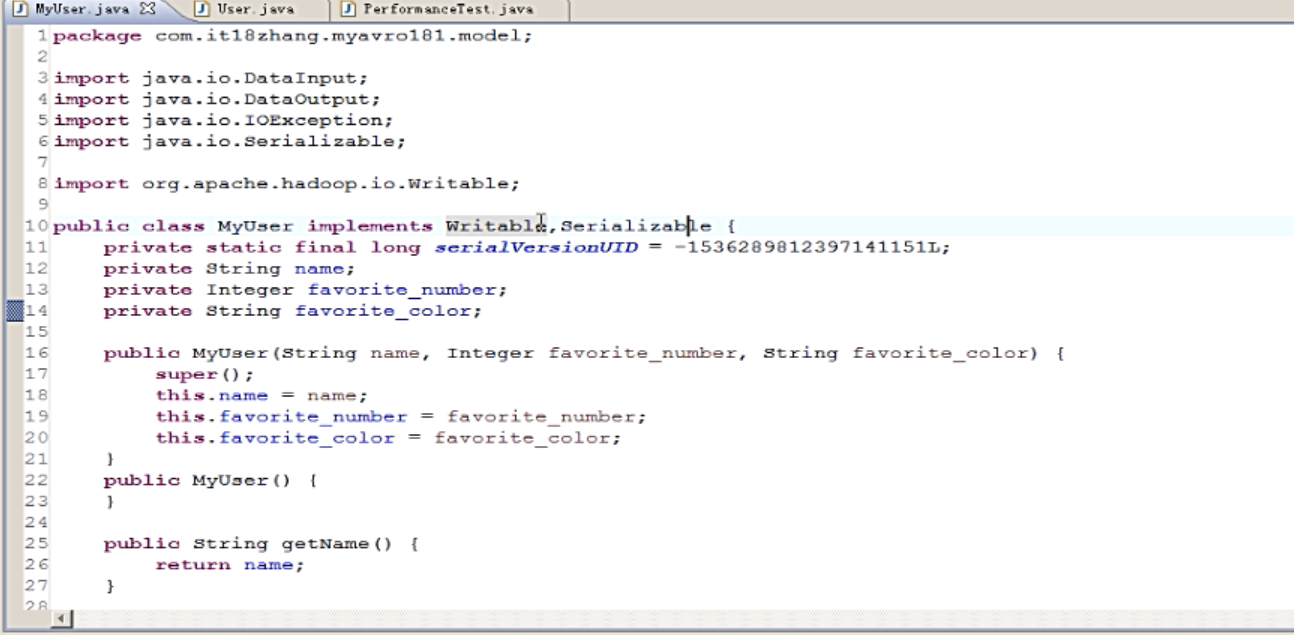 MyUser.java User.java PerformanceTest.java
1 package com.it18zhang.myavro181.model;
2
3 import java.io.DataInput;
4 import java.io.DataOutput;
5 import java.io.IOException;
6 import java.io.Serializable;
7
8 import org.apache.hadoop.io.Writable;
9
10 public class MyUser implements Writable,Serializable {
11 private static final long serialVersionUID = -1536289812397141151L;
12 private String name;
13 private Integer favorite_number;
14 private String favorite_color;
15
16 public MyUser(String name, Integer favorite_number, String favorite_color) {
17 super();
18 this.name = name;
19 this.favorite_number = favorite_number;
20 this.favorite_color = favorite_color;
21 }
22 public MyUser() {
23 }
24
25 public String getName() {
26 return name;
27 }
28